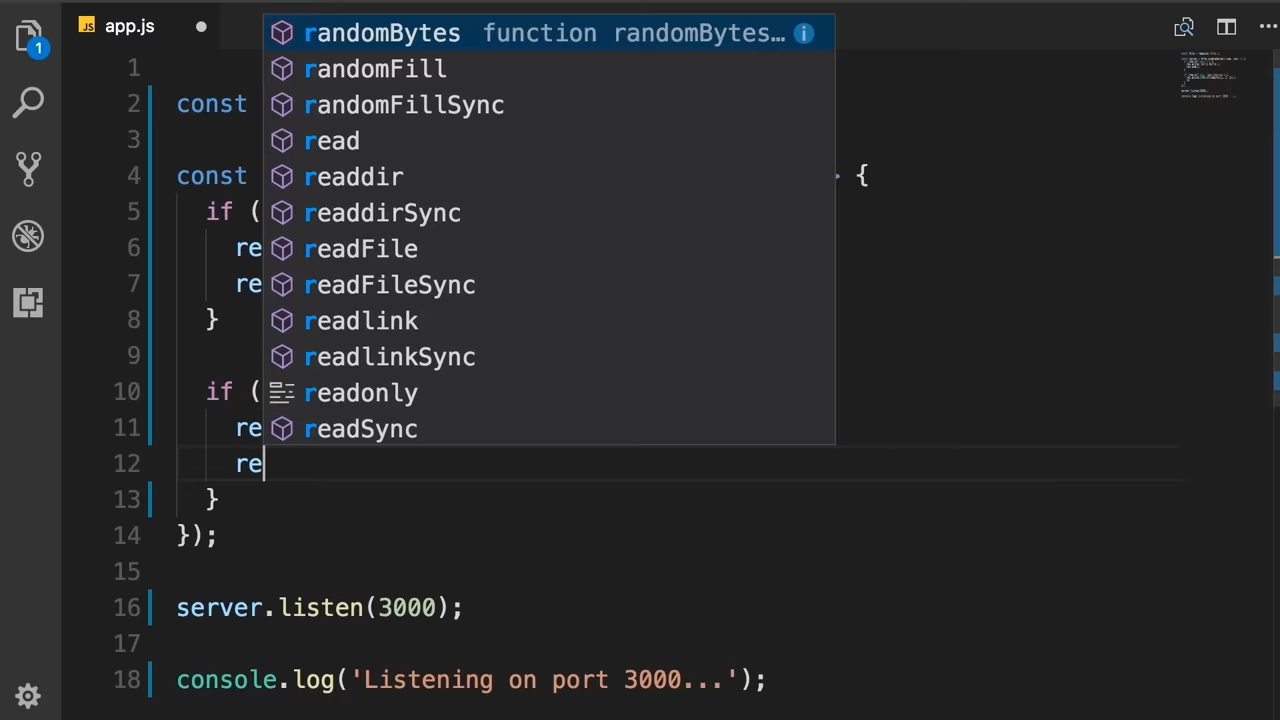 1
JS app.js
randomBytes function randomBytes… i
randomFill
randomFillSync
read
readdir
readdirSync
readFile
readFileSync
readlink
readlinkSync
readonly
readSync
1
2 const
3
4 const {
5 if (
6 re
7 re
8 }
9
10 if (
11 re
12 re
13 }
14 });
15
16 server.listen(3000);
17
18 console.log('Listening on port 3000...');